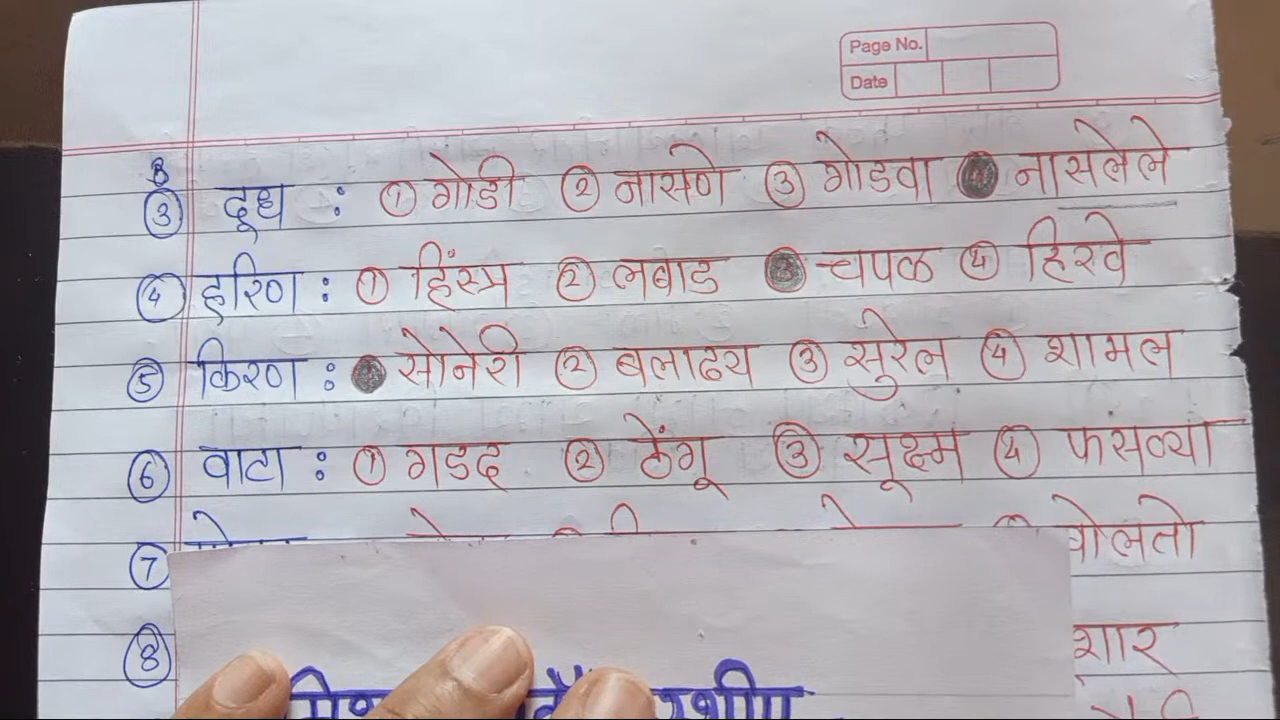 Page No.
Date
③ दूध : ① गोडी ② नासणे ③ गोडवा ④ नासलेले
④ हरिण : ① हिंस्त्र ② लबाड ③ चपळ ④ हिरवे
⑤ किरण : ① सोनेरी ② बलाढ्य ③ सुरेल ④ शामल
⑥ वाटा : ① गडद ② ठेंगू ③ सूक्ष्म ④ फसव्या
⑦ बोलतो
⑧ शार